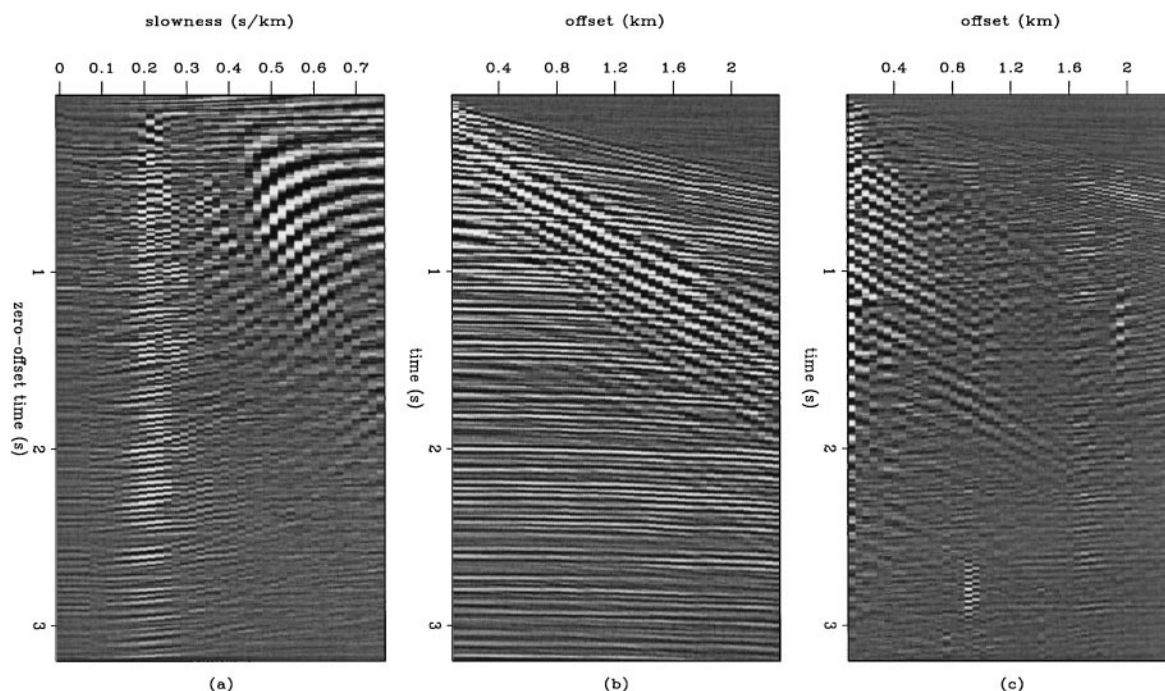 slowness (s/km)
0 0.1 0.2 0.3 0.4 0.5 0.6 0.7
zero-offset time (s)
1
2
3
(a)
offset (km)
0.4 0.8 1.2 1.6 2
time (s)
1
2
3
(b)
offset (km)
0.4 0.8 1.2 1.6 2
time (s)
1
2
3
(c)